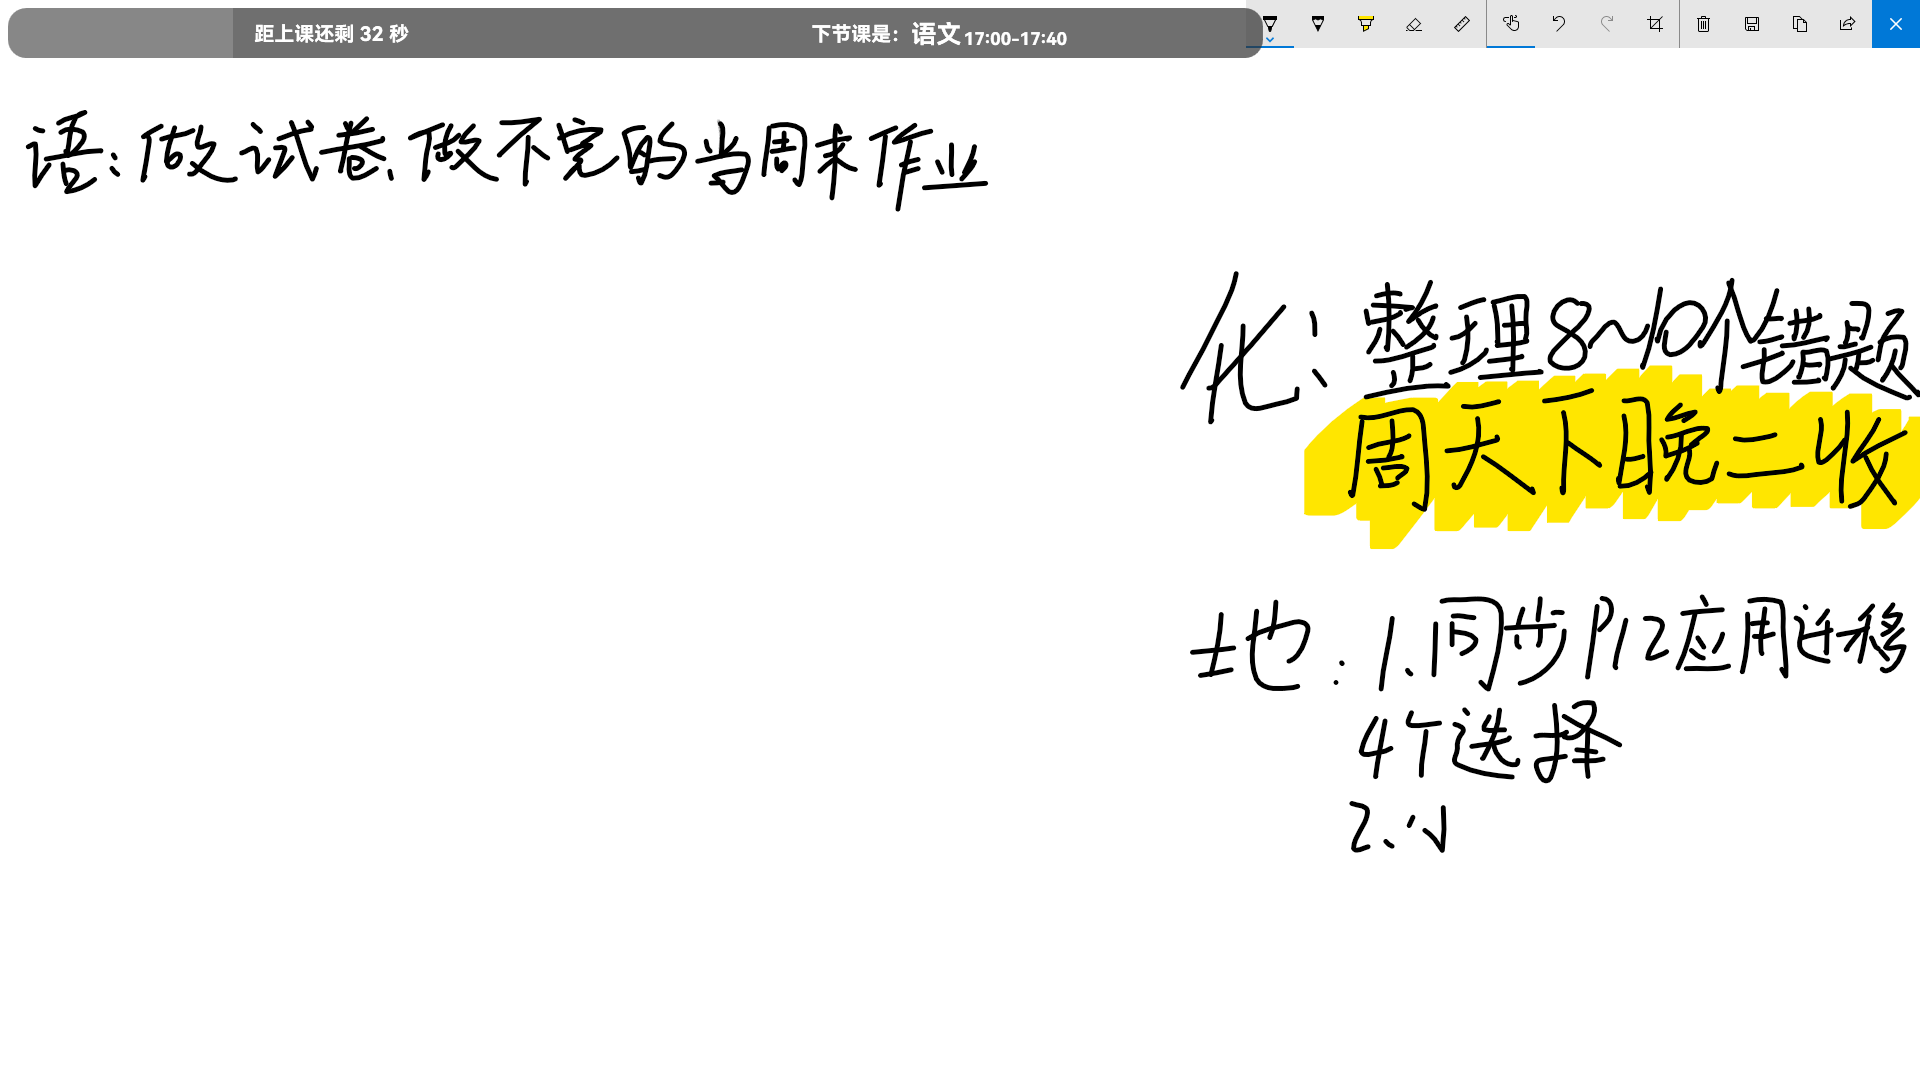 距上课还剩 32 秒
下节课是：语文 17:00-17:40
语：做试卷、做不完的当周末作业
化：整理8~10个错题
周天下晚二收
地：1.同步P12应用迁移
4个选择
2.小